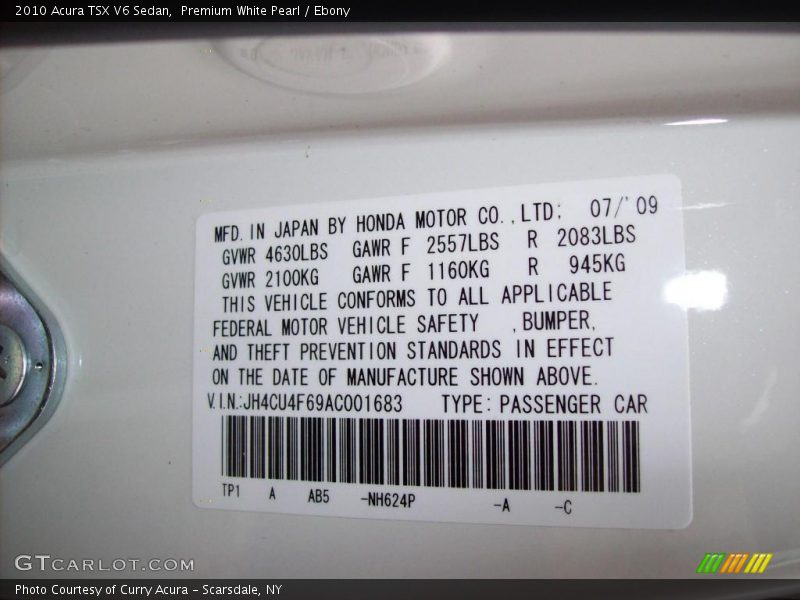 2010 Acura TSX V6 Sedan,  Premium White Pearl / Ebony
MFD. IN JAPAN BY HONDA MOTOR CO.,LTD: 07/'09
GVWR 4630LBS GAWR F 2557LBS R 2083LBS
GVWR 2100KG GAWR F 1160KG R 945KG
THIS VEHICLE CONFORMS TO ALL APPLICABLE
FEDERAL MOTOR VEHICLE SAFETY ,BUMPER,
AND THEFT PREVENTION STANDARDS IN EFFECT
ON THE DATE OF MANUFACTURE SHOWN ABOVE.
V.I.N.:JH4CU4F69AC001683 TYPE: PASSENGER CAR
TP1 A AB5 -NH624P -A -C
GTCARLOT.COM
Photo Courtesy of Curry Acura - Scarsdale, NY